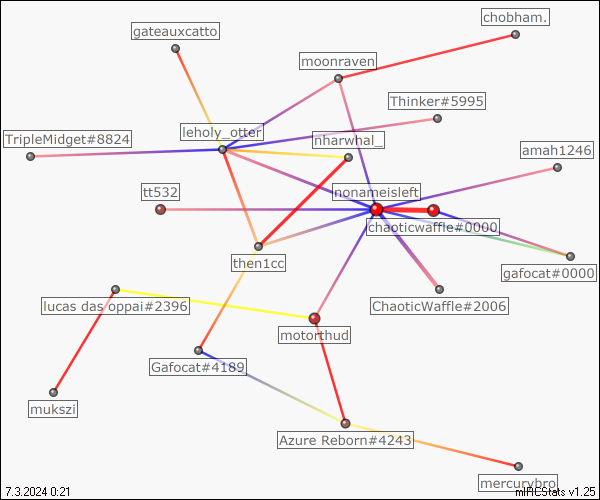 chobham.
gateauxcatto
moonraven
Thinker#5995
leholy_otter
TripleMidget#8824
nharwhal_
amah1246
tt532
nonameisleft
chaoticwaffle#0000
then1cc
gafocat#0000
lucas das oppai#2396
ChaoticWaffle#2006
motorthud
Gafocat#4189
mukszi
Azure Reborn#4243
mercurybro
7.3.2024 0:21
mIRCStats v1.25